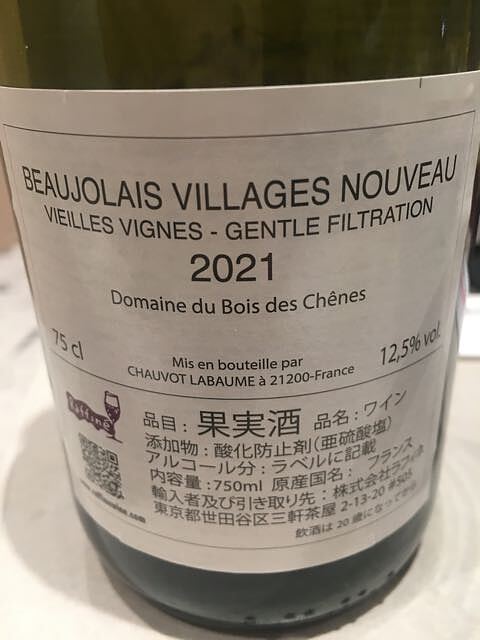 BEAUJOLAIS VILLAGES NOUVEAU
VIEILLES VIGNES - GENTLE FILTRATION
2021
Domaine du Bois des Chênes
75 cl
12,5% vol.
Mis en bouteille par
CHAUVOT LABAUME à 21200-France
Raffiné
品目：果実酒 品名：ワイン
添加物：酸化防止剤（亜硫酸塩）
アルコール分：ラベルに記載
内容量：750ml 原産国名：フランス
輸入者及び引き取り先：株式会社ラフィネ
東京都世田谷区三軒茶屋 2-13-20 #505
飲酒は 20 歳になってから